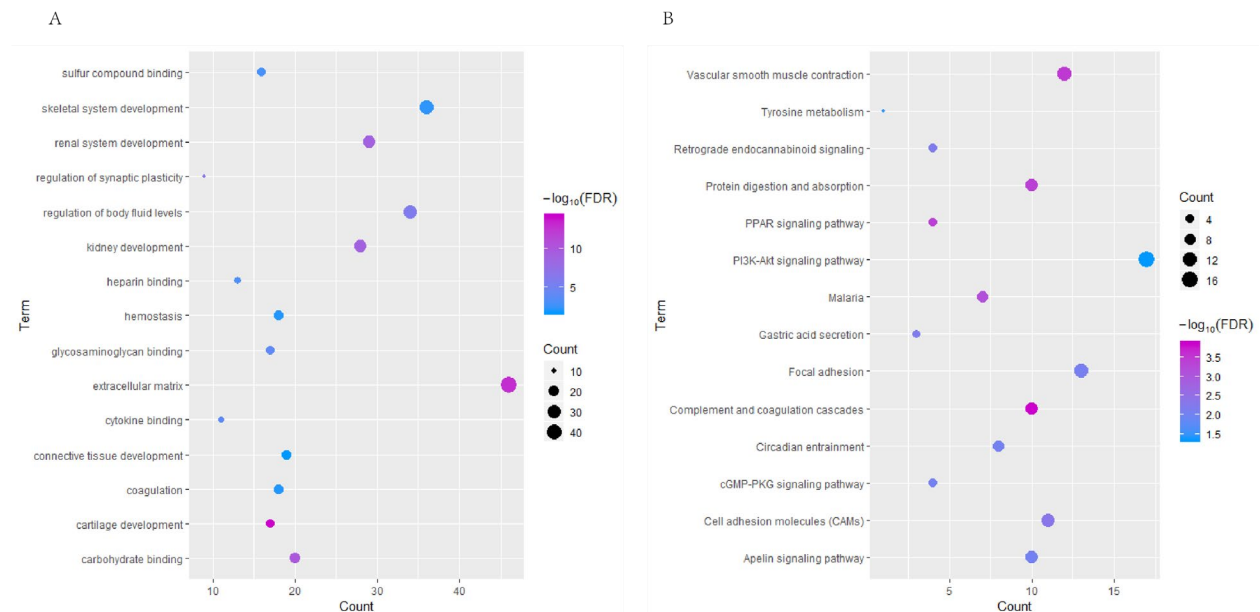 A
sulfur compound binding
skeletal system development
renal system development
regulation of synaptic plasticity
regulation of body fluid levels
kidney development
heparin binding
hemostasis
glycosaminoglycan binding
extracellular matrix
cytokine binding
connective tissue development
coagulation
cartilage development
carbohydrate binding
Term
10 20 30 40
Count
−log10(FDR)
10
5
Count
10
20
30
40
B
Vascular smooth muscle contraction
Tyrosine metabolism
Retrograde endocannabinoid signaling
Protein digestion and absorption
PPAR signaling pathway
PI3K-Akt signaling pathway
Malaria
Gastric acid secretion
Focal adhesion
Complement and coagulation cascades
Circadian entrainment
cGMP-PKG signaling pathway
Cell adhesion molecules (CAMs)
Apelin signaling pathway
Term
5 10 15
Count
Count
4
8
12
16
−log10(FDR)
3.5
3.0
2.5
2.0
1.5